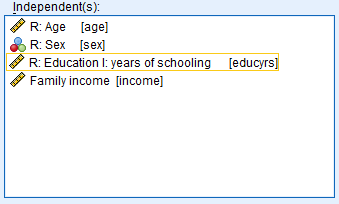 Independent(s):
R: Age [age]
R: Sex [sex]
R: Education I: years of schooling [educyrs]
Family income [income]